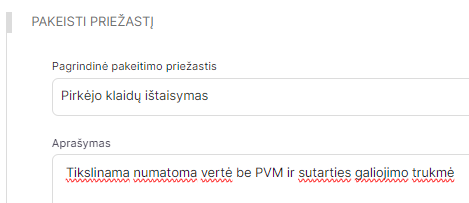 PAKEISTI PRIEŽASTĮ
Pagrindinė pakeitimo priežastis
Pirkėjo klaidų ištaisymas
Aprašymas
Tikslinama numatoma vertė be PVM ir sutarties galiojimo trukmė